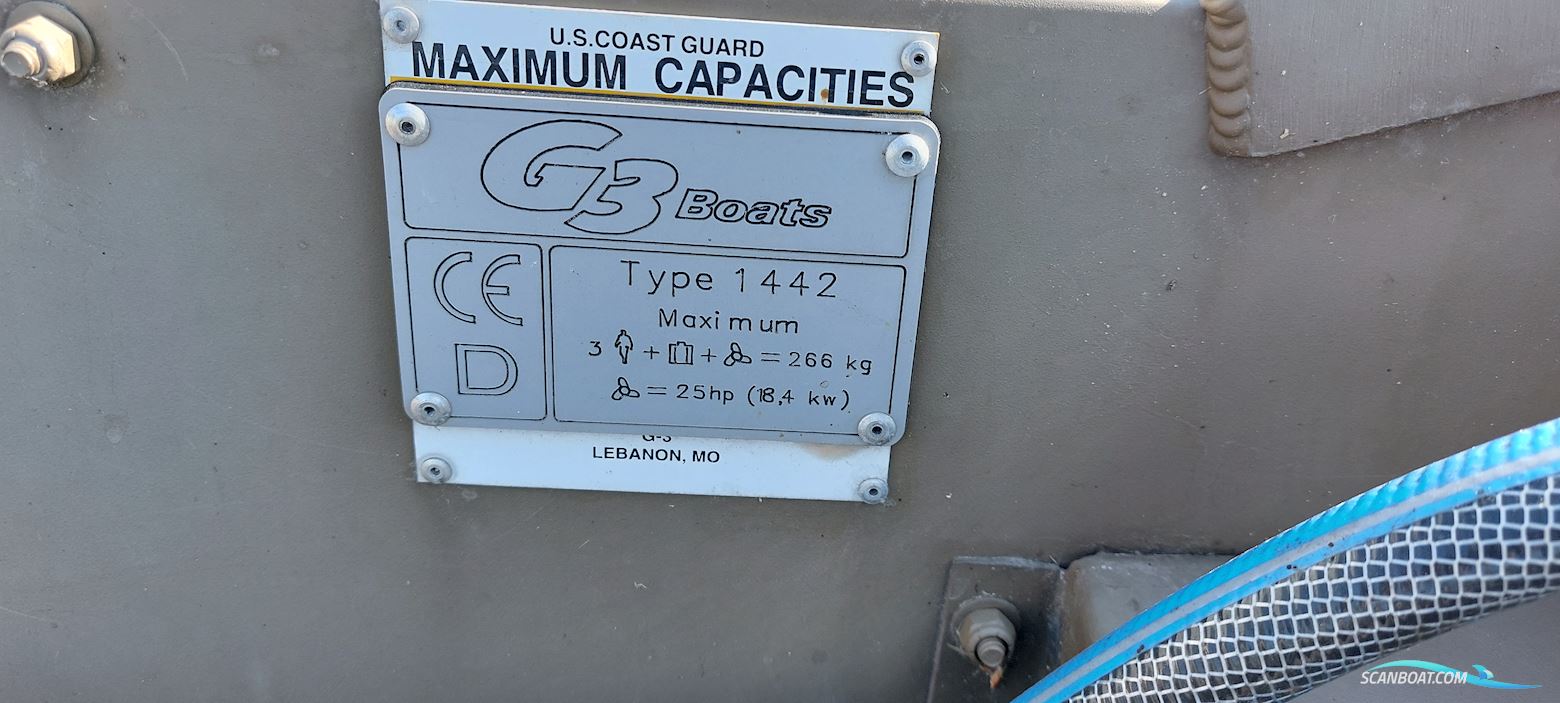 U.S.COAST GUARD
MAXIMUM CAPACITIES
G3 Boats
CE
D
Type 1442
Maximum
3 + + = 266 kg
= 25hp (18,4 kw)
G-3
LEBANON, MO
SCANBOAT.COM